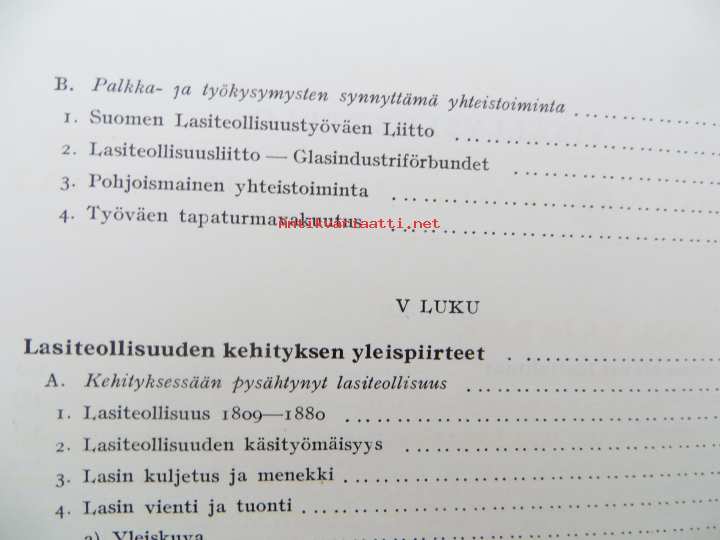 B. Palkka- ja työkysymysten synnyttämä yhteistoiminta
1. Suomen Lasiteollisuustyöväen Liitto
2. Lasiteollisuusliitto — Glasindustriförbundet
3. Pohjoismainen yhteistoiminta
4. Työväen tapaturmavakuutus
Antikvariaatti.net
V LUKU
Lasiteollisuuden kehityksen yleispiirteet
A. Kehityksessään pysähtynyt lasiteollisuus
1. Lasiteollisuus 1809—1880
2. Lasiteollisuuden käsityömäisyys
3. Lasin kuljetus ja menekki
4. Lasin vienti ja tuonti
a) Yleiskuva